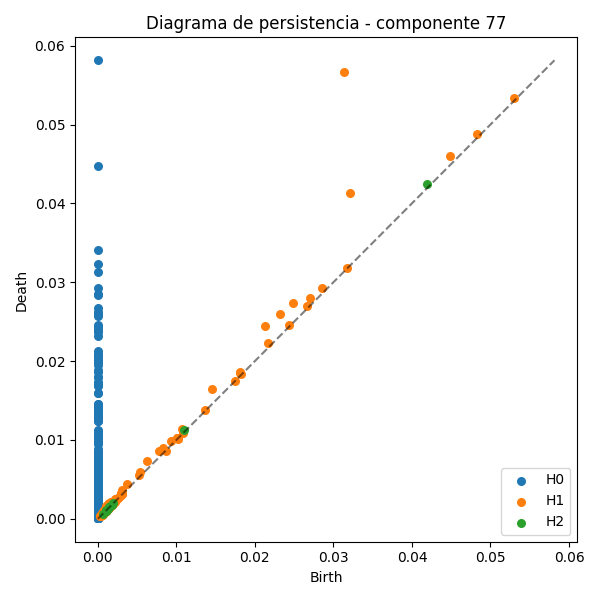 Diagrama de persistencia - componente 77
0.06
0.05
0.04
0.03
0.02
0.01
0.00
Death
0.00 0.01 0.02 0.03 0.04 0.05 0.06
Birth
H0
H1
H2